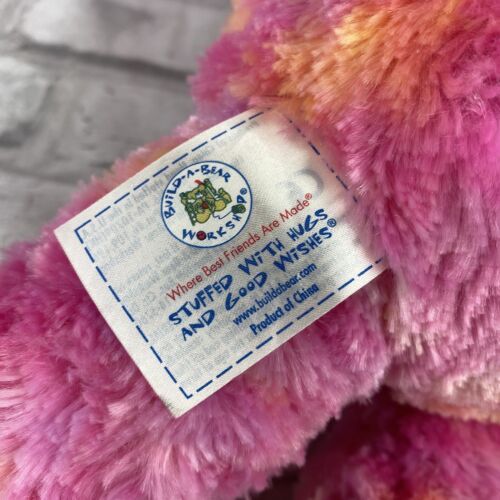 BUILD-A-BEAR
WORKSHOP®
Where Best Friends Are Made®
STUFFED WITH HUGS
AND GOOD WISHES®
www.buildabear.com
Product of China